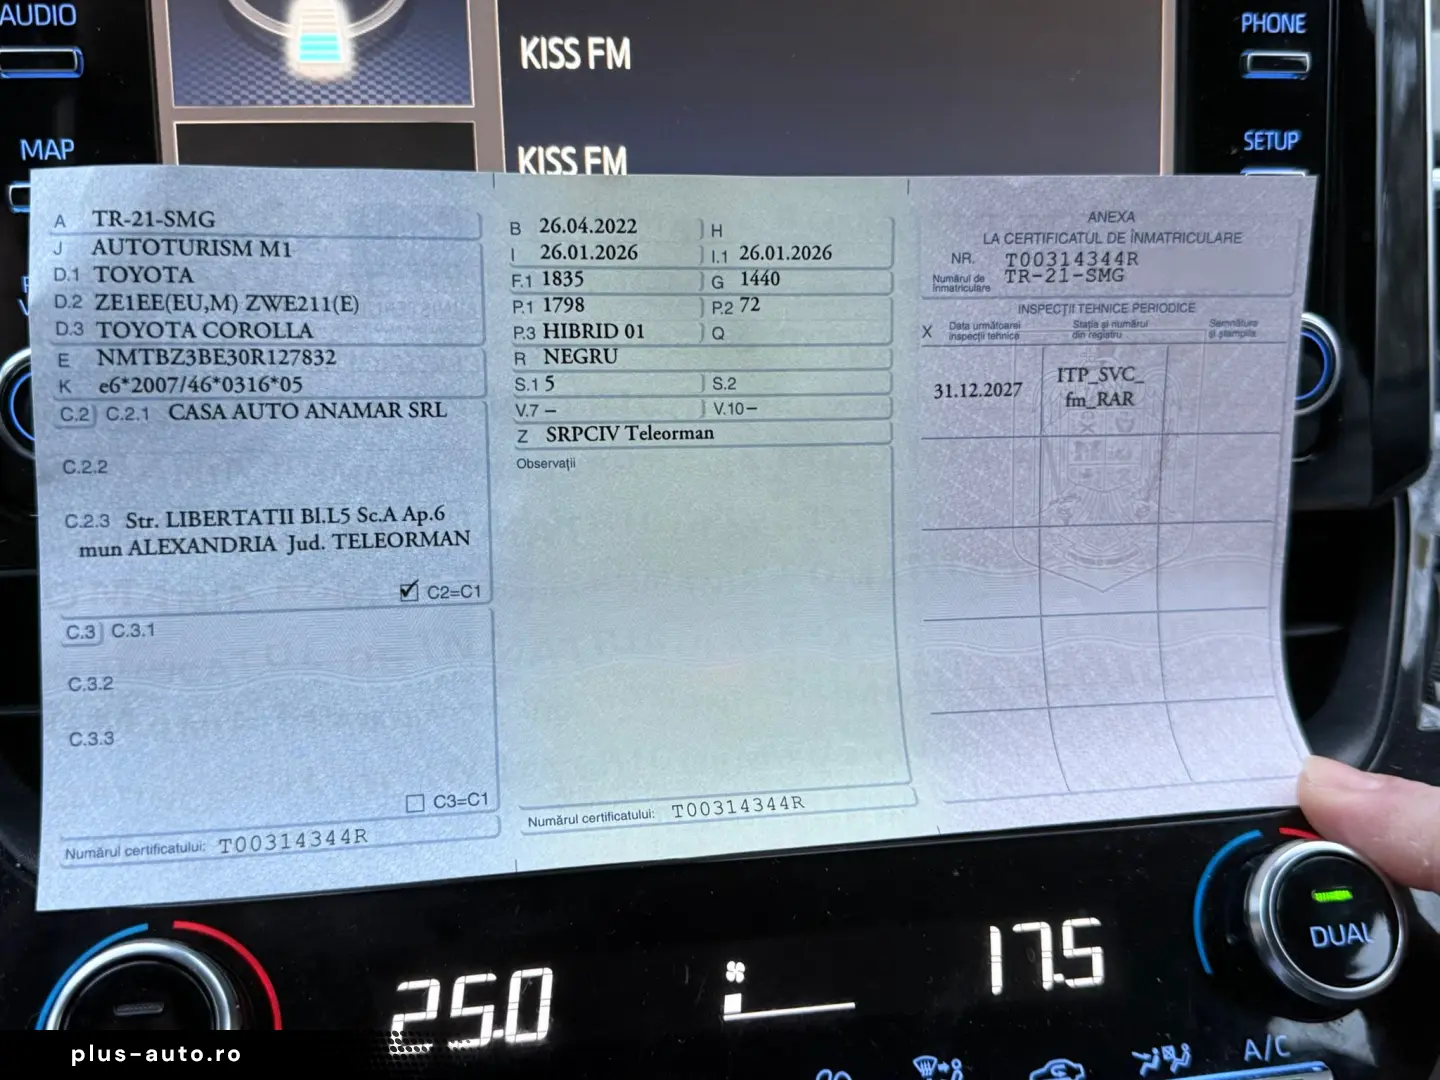 AUDIO
MAP
KISS FM
KISS FM
PHONE
SETUP
A TR-21-SMG
J AUTOTURISM M1
D.1 TOYOTA
D.2 ZE1EE(EU,M) ZWE211(E)
D.3 TOYOTA COROLLA
E NMTBZ3BE30R127832
K e6*2007/46*0316*05
C.2 C.2.1 CASA AUTO ANAMAR SRL
C.2.2
C.2.3 Str. LIBERTATII Bl.L5 Sc.A Ap.6
mun ALEXANDRIA Jud. TELEORMAN
C2=C1
C.3 C.3.1
C.3.2
C.3.3
C3=C1
Numărul certificatului: T00314344R
B 26.04.2022 H
I 26.01.2026 I.1 26.01.2026
F.1 1835 G 1440
P.1 1798 P.2 72
P.3 HIBRID 01 Q
R NEGRU
S.1 5 S.2
V.7 – V.10–
Z SRPCIV Teleorman
Observații
Numărul certificatului: T00314344R
ANEXA
LA CERTIFICATUL DE ÎNMATRICULARE
NR. T00314344R
Numărul de înmatriculare TR-21-SMG
INSPECȚII TEHNICE PERIODICE
X Data următoarei inspecții tehnice Stația și numărul din registru Semnătura și ștampila
31.12.2027 ITP_SVC_
fm_RAR
25.0
17.5
DUAL
A/C
plus-auto.ro